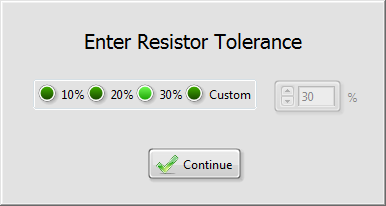 Enter Resistor Tolerance
10% 20% 30% Custom 30 %
Continue